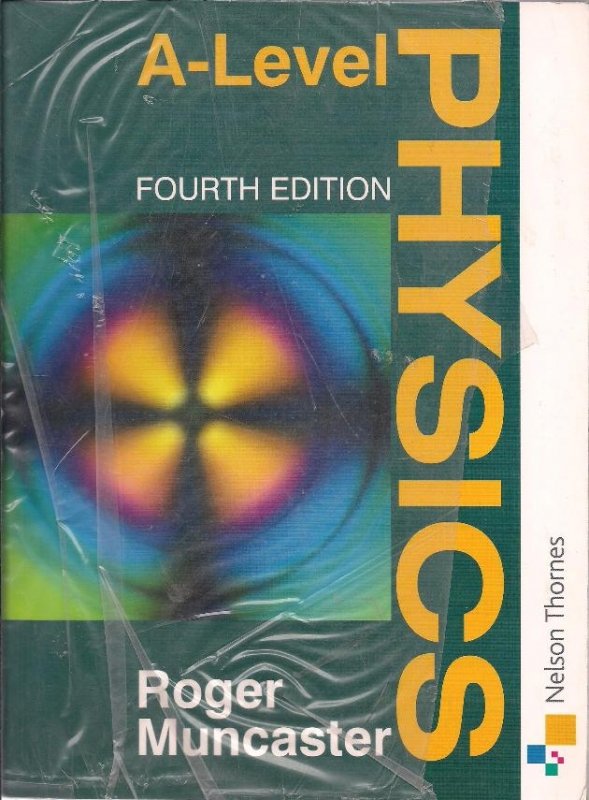 A-Level
PHYSICS
FOURTH EDITION
Roger
Muncaster
Nelson Thornes